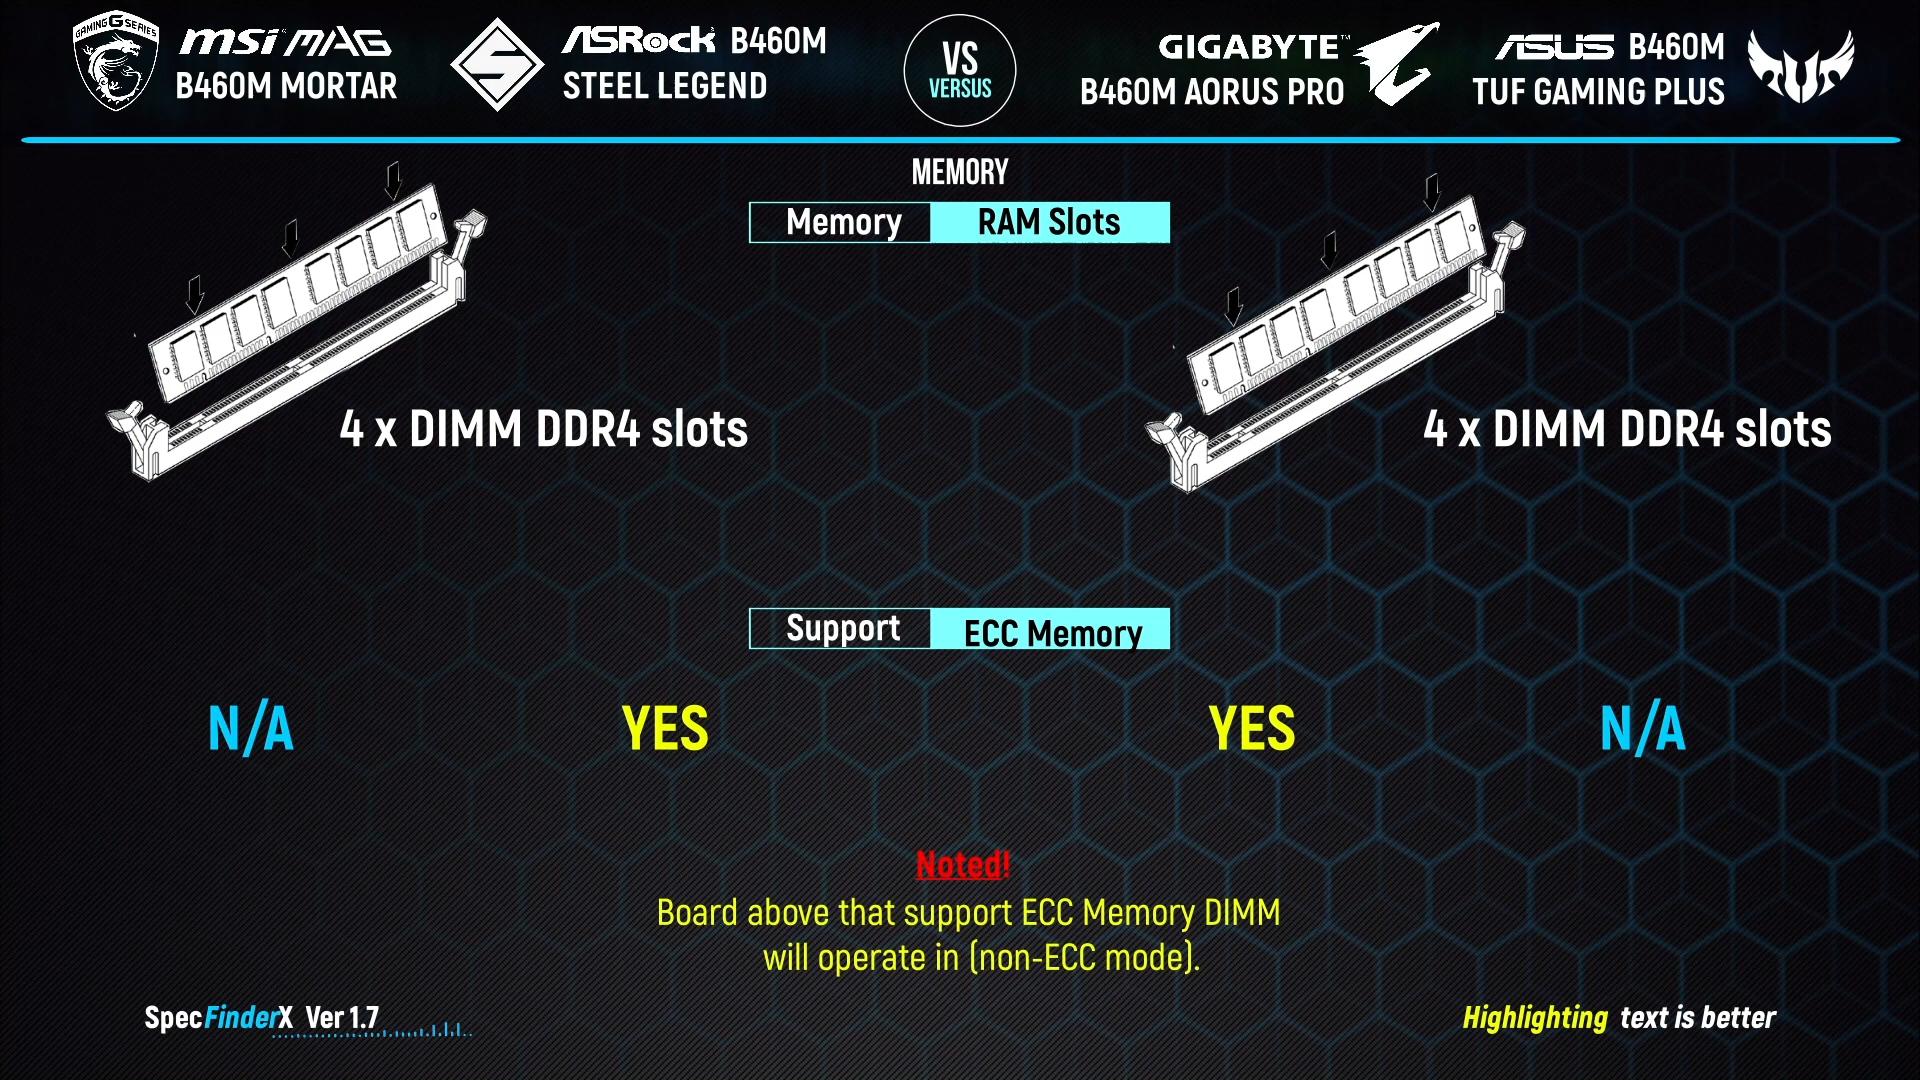 GAMING G SERIES
msi MAG
B460M MORTAR
ASRock B460M
STEEL LEGEND
VS
VERSUS
GIGABYTE™
B460M AORUS PRO
ASUS B460M
TUF GAMING PLUS
MEMORY
Memory RAM Slots
4 x DIMM DDR4 slots
4 x DIMM DDR4 slots
Support ECC Memory
N/A
YES
YES
N/A
Noted!
Board above that support ECC Memory DIMM
will operate in (non-ECC mode).
SpecFinderX Ver 1.7
Highlighting text is better